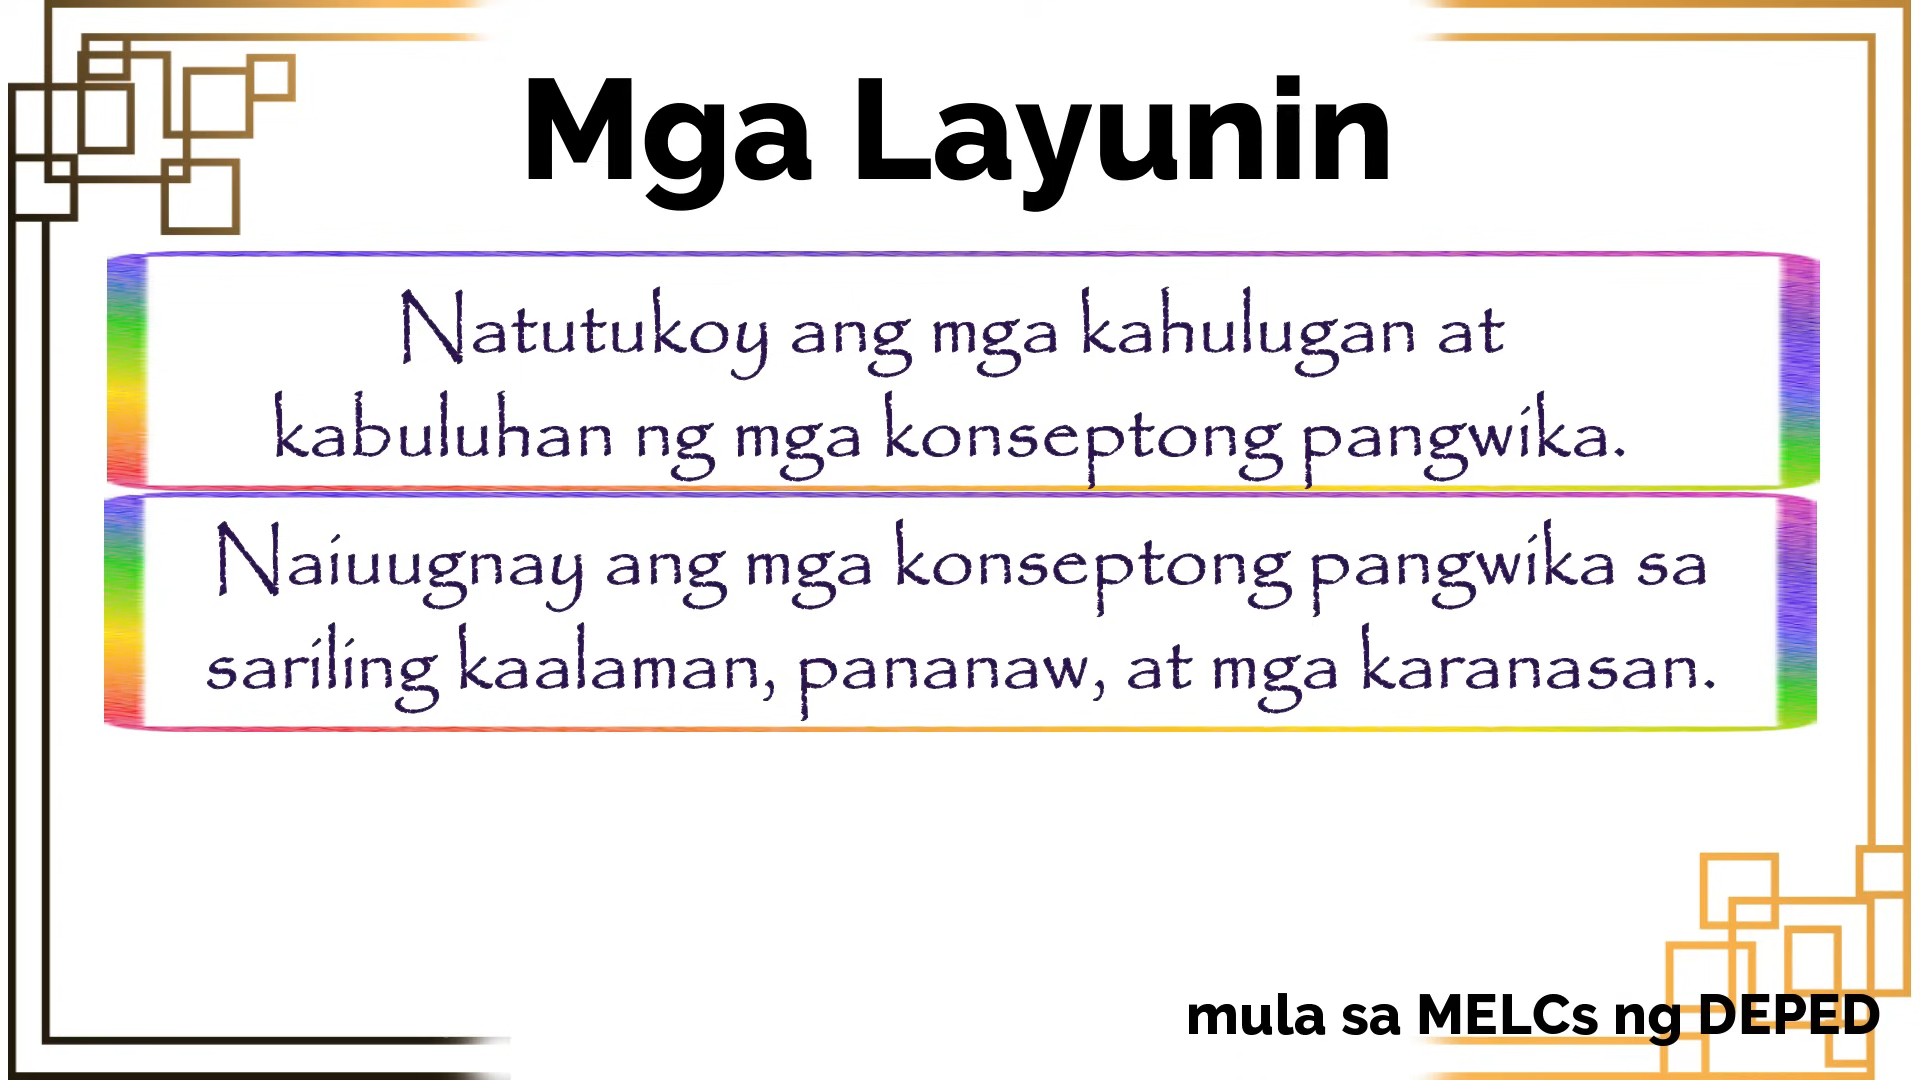 Mga Layunin
Natutukoy ang mga kahulugan at
kabuluhan ng mga konseptong pangwika.
Naiuugnay ang mga konseptong pangwika sa
sariling kaalaman, pananaw, at mga karanasan.
mula sa MELCs ng DEPED